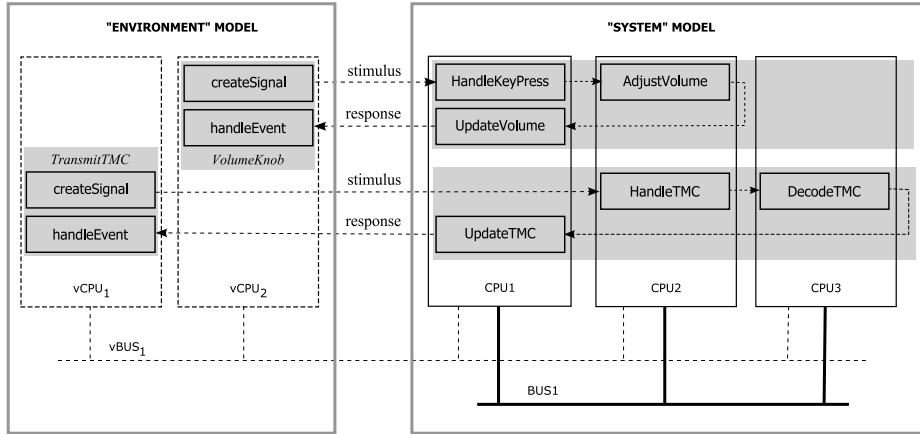 "ENVIRONMENT" MODEL
"SYSTEM" MODEL
createSignal
stimulus
HandleKeyPress
AdjustVolume
handleEvent
response
UpdateVolume
TransmitTMC
VolumeKnob
createSignal
stimulus
HandleTMC
DecodeTMC
handleEvent
response
UpdateTMC
vCPU1
vCPU2
CPU1
CPU2
CPU3
vBUS1
BUS1